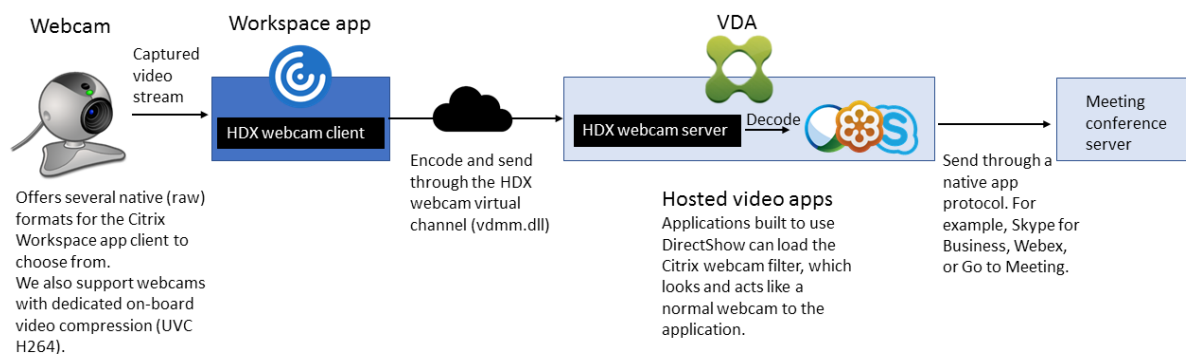 Webcam
Captured
video
stream
Offers several native (raw)
formats for the Citrix
Workspace app client to
choose from.
We also support webcams
with dedicated on-board
video compression (UVC
H264).
Workspace app
HDX webcam client
Encode and send
through the HDX
webcam virtual
channel (vdmm.dll)
VDA
HDX webcam server
Decode
S
Hosted video apps
Applications built to use
DirectShow can load the
Citrix webcam filter, which
looks and acts like a
normal webcam to the
application.
Send through a
native app
protocol. For
example, Skype for
Business, Webex,
or Go to Meeting.
Meeting
conference
server